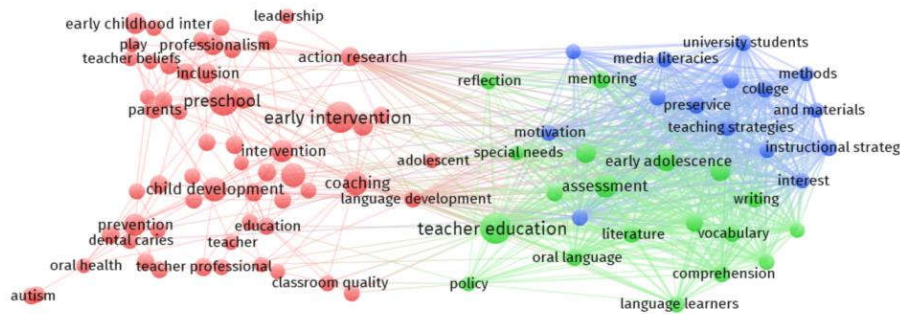 leadership
early childhood inter
play
professionalism
teacher beliefs
inclusion
action research
university students
media literacies
methods
reflection
mentoring
college
preschool
parents
preservice
and materials
early intervention
motivation
teaching strategies
intervention
adolescent
special needs
early adolescence
instructional strateg
child development
coaching
assessment
interest
language development
writing
prevention
education
teacher education
literature
vocabulary
dental caries
teacher
oral health
teacher professional
oral language
comprehension
autism
classroom quality
policy
language learners